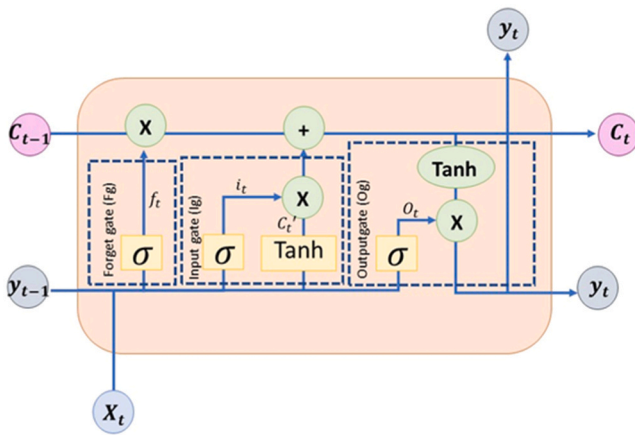 yₜ
Cₜ₋₁
X
+
Cₜ
Forget gate (Fg)
fₜ
σ
Input gate (Ig)
iₜ
X
Cₜ′
σ
Tanh
Outputgate (Og)
Tanh
Oₜ
X
σ
yₜ₋₁
yₜ
Xₜ